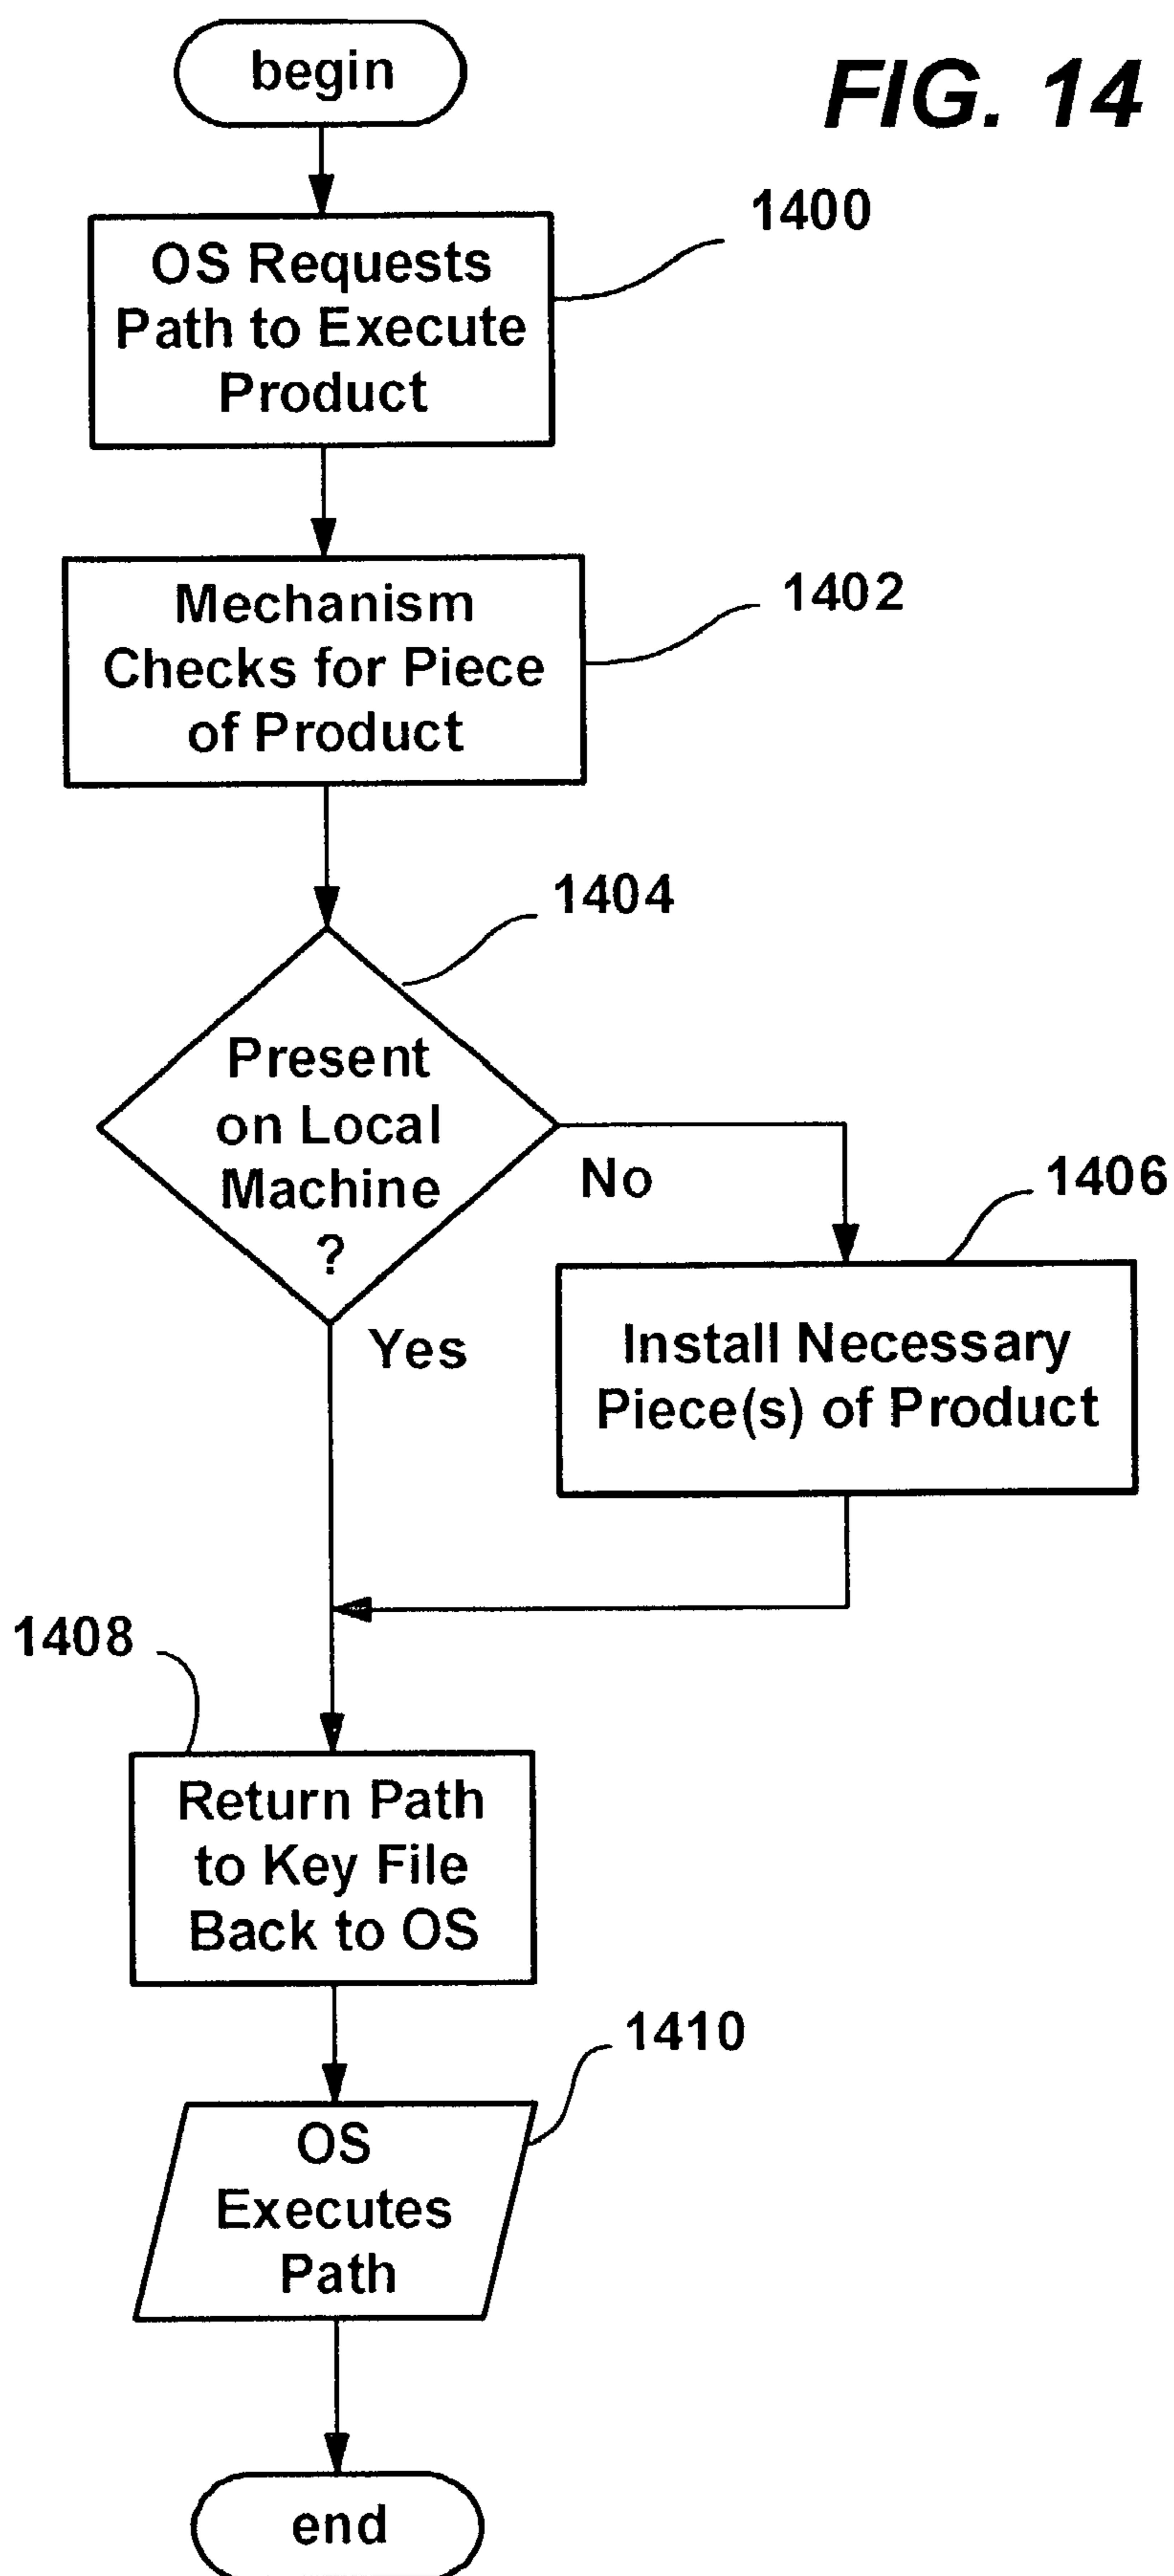 begin
FIG. 14
1400
OS Requests
Path to Execute
Product
1402
Mechanism
Checks for Piece
of Product
1404
Present
on Local
Machine
?
No
1406
Yes
Install Necessary
Piece(s) of Product
1408
Return Path
to Key File
Back to OS
1410
OS
Executes
Path
end